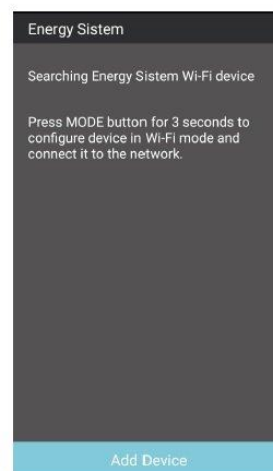 Energy Sistem
Searching Energy Sistem Wi-Fi device
Press MODE button for 3 seconds to
configure device in Wi-Fi mode and
connect it to the network.
Add Device